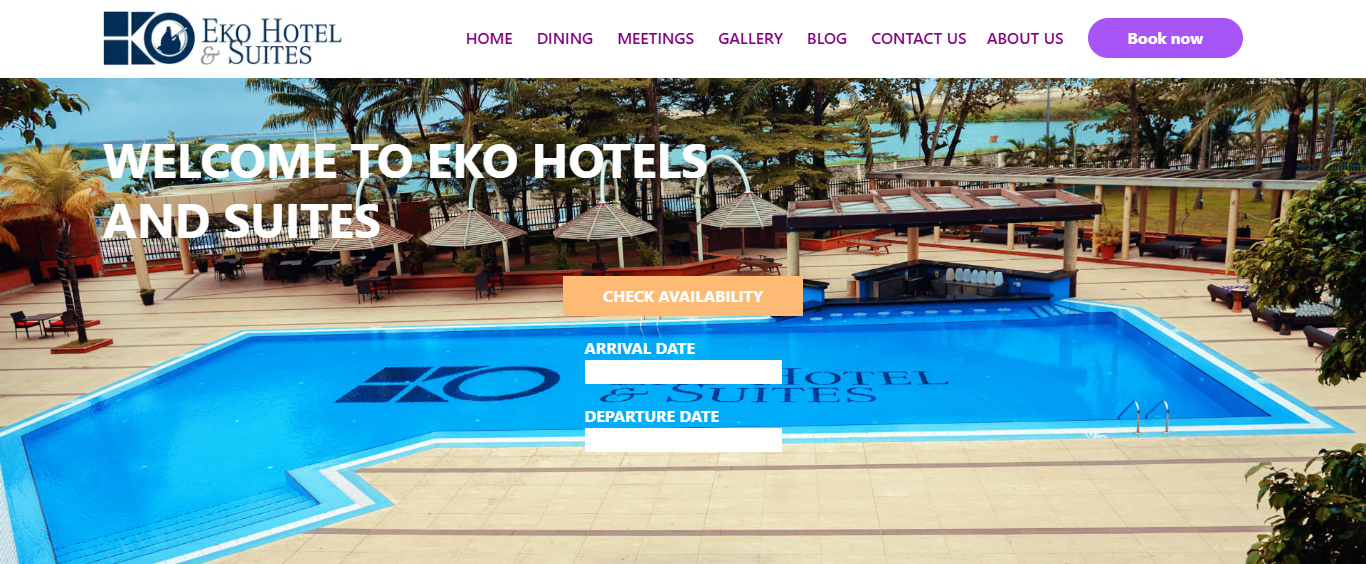 EKO HOTEL
& SUITES
HOME DINING MEETINGS GALLERY BLOG CONTACT US ABOUT US Book now
WELCOME TO EKO HOTELS
AND SUITES
CHECK AVAILABILITY
ARRIVAL DATE
HOTEL
& SUITES
DEPARTURE DATE